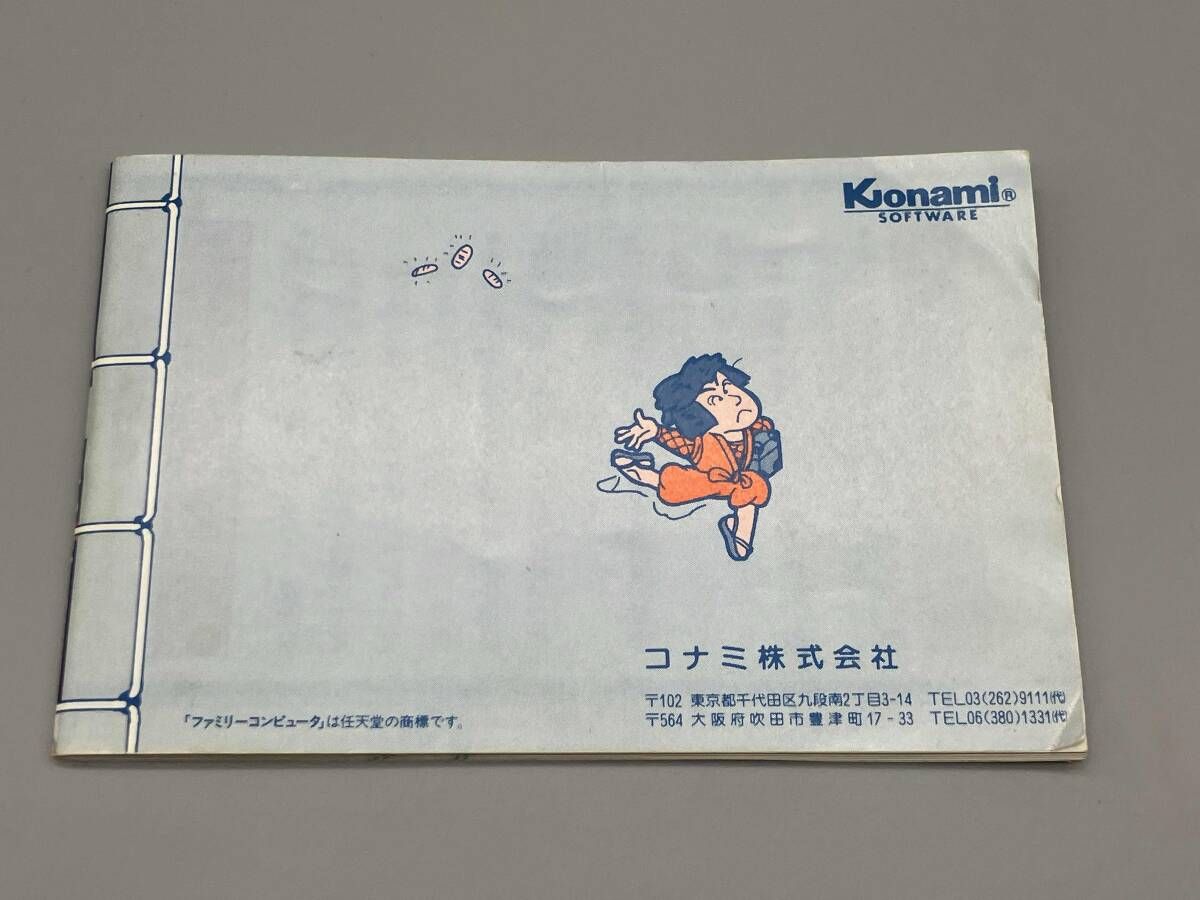 Konami®
SOFTWARE
コナミ株式会社
〒102 東京都千代田区九段南2丁目3-14 TEL03(262)9111(代)
〒564 大阪府吹田市豊津町17-33 TEL06(380)1331(代)
「ファミリーコンピュータ」は任天堂の商標です。